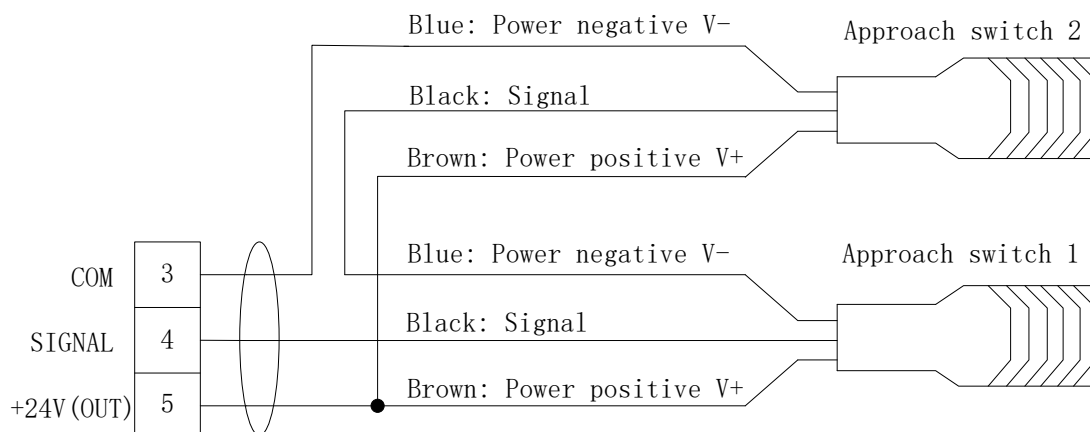 Blue: Power negative V-
Approach switch 2
Black: Signal
Brown: Power positive V+
Blue: Power negative V-
Approach switch 1
COM
3
Black: Signal
SIGNAL
4
Brown: Power positive V+
+24V(OUT)
5